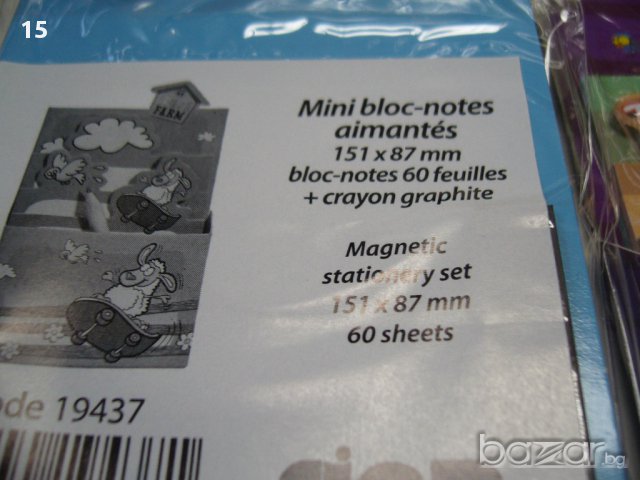 15
FARM
Mini bloc-notes
aimantés
151 x 87 mm
bloc-notes 60 feuilles
+ crayon graphite
Magnetic
stationery set
151 x 87 mm
60 sheets
ode 19437
bazar.bg